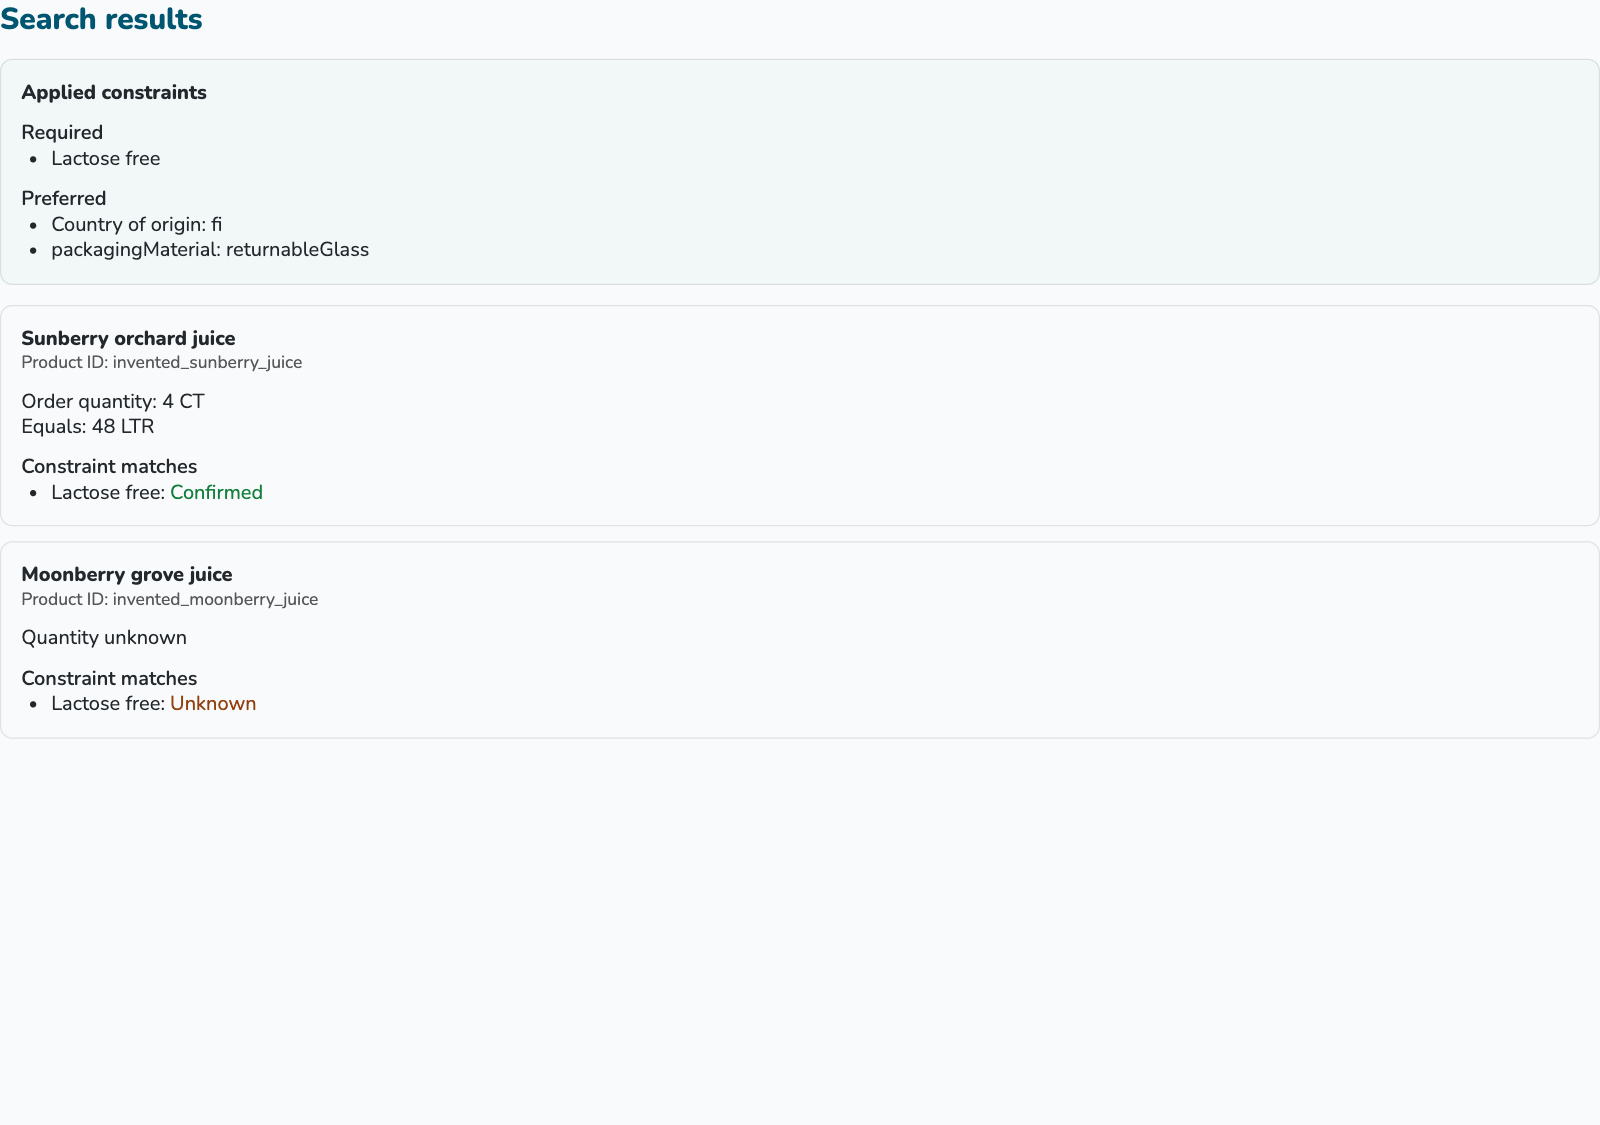 Search results
Applied constraints
Required
• Lactose free
Preferred
• Country of origin: fi
• packagingMaterial: returnableGlass
Sunberry orchard juice
Product ID: invented_sunberry_juice
Order quantity: 4 CT
Equals: 48 LTR
Constraint matches
• Lactose free: Confirmed
Moonberry grove juice
Product ID: invented_moonberry_juice
Quantity unknown
Constraint matches
• Lactose free: Unknown